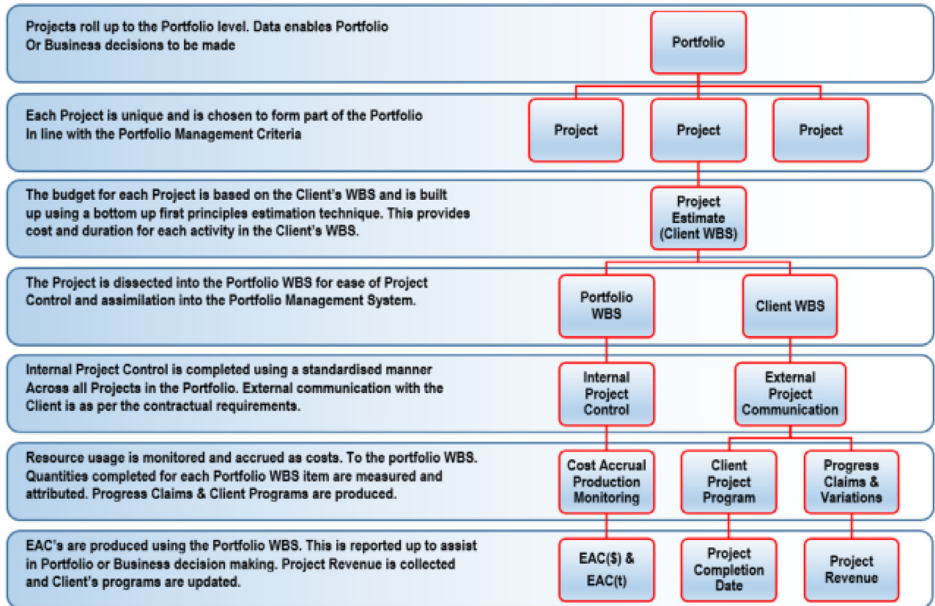 Projects roll up to the Portfolio level. Data enables Portfolio
Or Business decisions to be made
Portfolio
Each Project is unique and is chosen to form part of the Portfolio
In line with the Portfolio Management Criteria
Project
Project
Project
The budget for each Project is based on the Client's WBS and is built
up using a bottom up first principles estimation technique. This provides
cost and duration for each activity in the Client's WBS.
Project
Estimate
(Client WBS)
The Project is dissected into the Portfolio WBS for ease of Project
Control and assimilation into the Portfolio Management System.
Portfolio
WBS
Client WBS
Internal Project Control is completed using a standardised manner
Across all Projects in the Portfolio. External communication with the
Client is as per the contractual requirements.
Internal
Project
Control
External
Project
Communication
Resource usage is monitored and accrued as costs. To the portfolio WBS.
Quantities completed for each Portfolio WBS item are measured and
attributed. Progress Claims & Client Programs are produced.
Cost Accrual
Production
Monitoring
Client
Project
Program
Progress
Claims &
Variations
EAC's are produced using the Portfolio WBS. This is reported up to assist
in Portfolio or Business decision making. Project Revenue is collected
and Client's programs are updated.
EAC($) &
EAC(t)
Project
Completion
Date
Project
Revenue